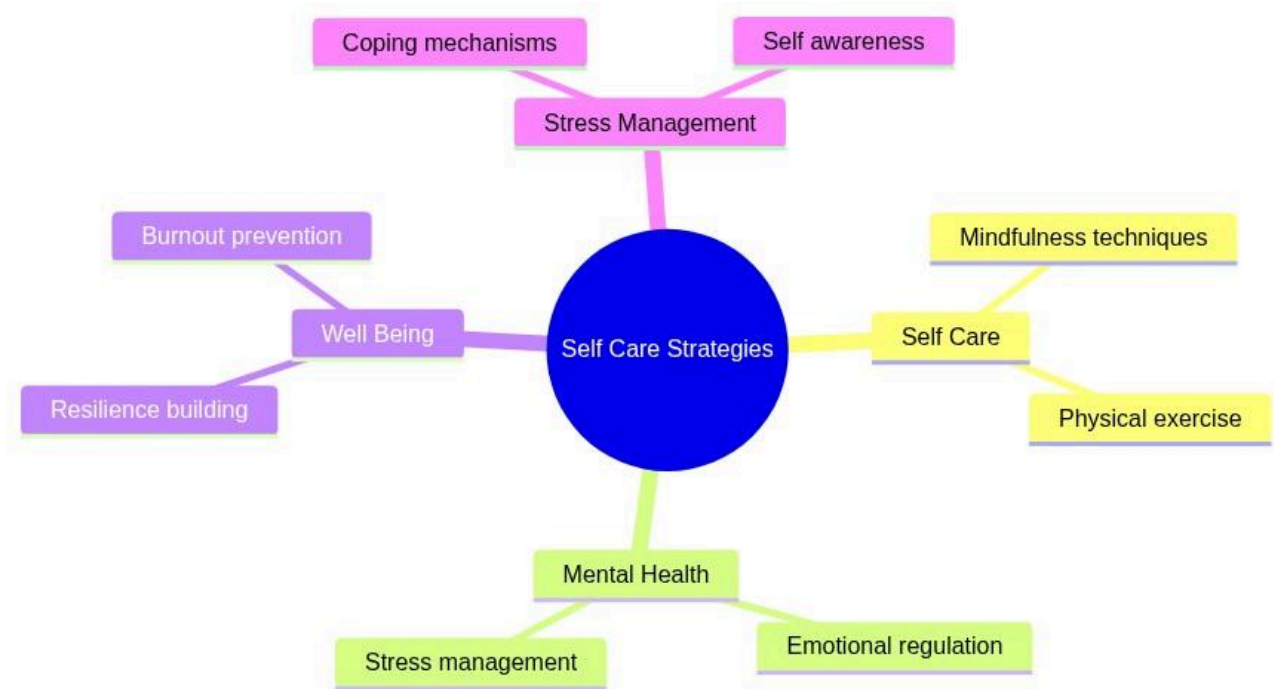 Coping mechanisms
Self awareness
Stress Management
Burnout prevention
Mindfulness techniques
Well Being
Self Care Strategies
Self Care
Resilience building
Physical exercise
Mental Health
Stress management
Emotional regulation